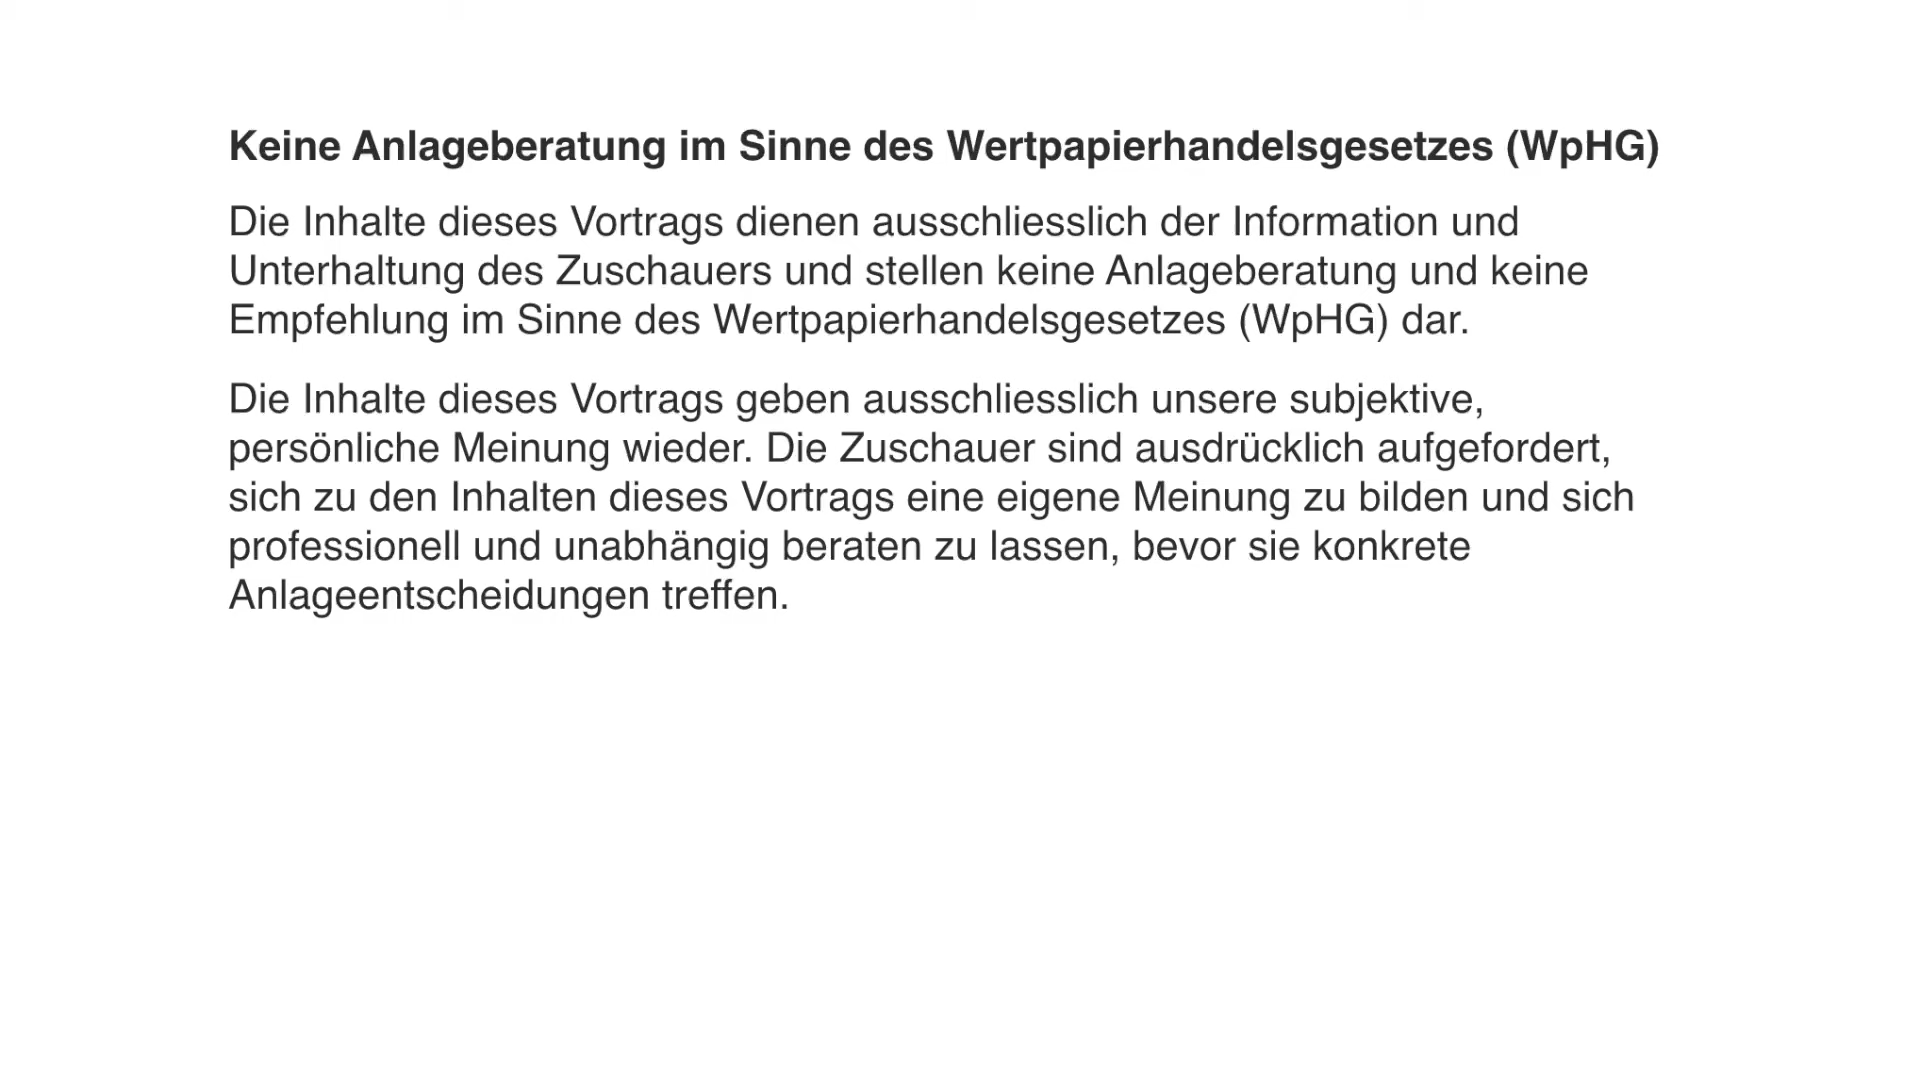 Keine Anlageberatung im Sinne des Wertpapierhandelsgesetzes (WpHG)
Die Inhalte dieses Vortrags dienen ausschliesslich der Information und
Unterhaltung des Zuschauers und stellen keine Anlageberatung und keine
Empfehlung im Sinne des Wertpapierhandelsgesetzes (WpHG) dar.
Die Inhalte dieses Vortrags geben ausschliesslich unsere subjektive,
persönliche Meinung wieder. Die Zuschauer sind ausdrücklich aufgefordert,
sich zu den Inhalten dieses Vortrags eine eigene Meinung zu bilden und sich
professionell und unabhängig beraten zu lassen, bevor sie konkrete
Anlageentscheidungen treffen.